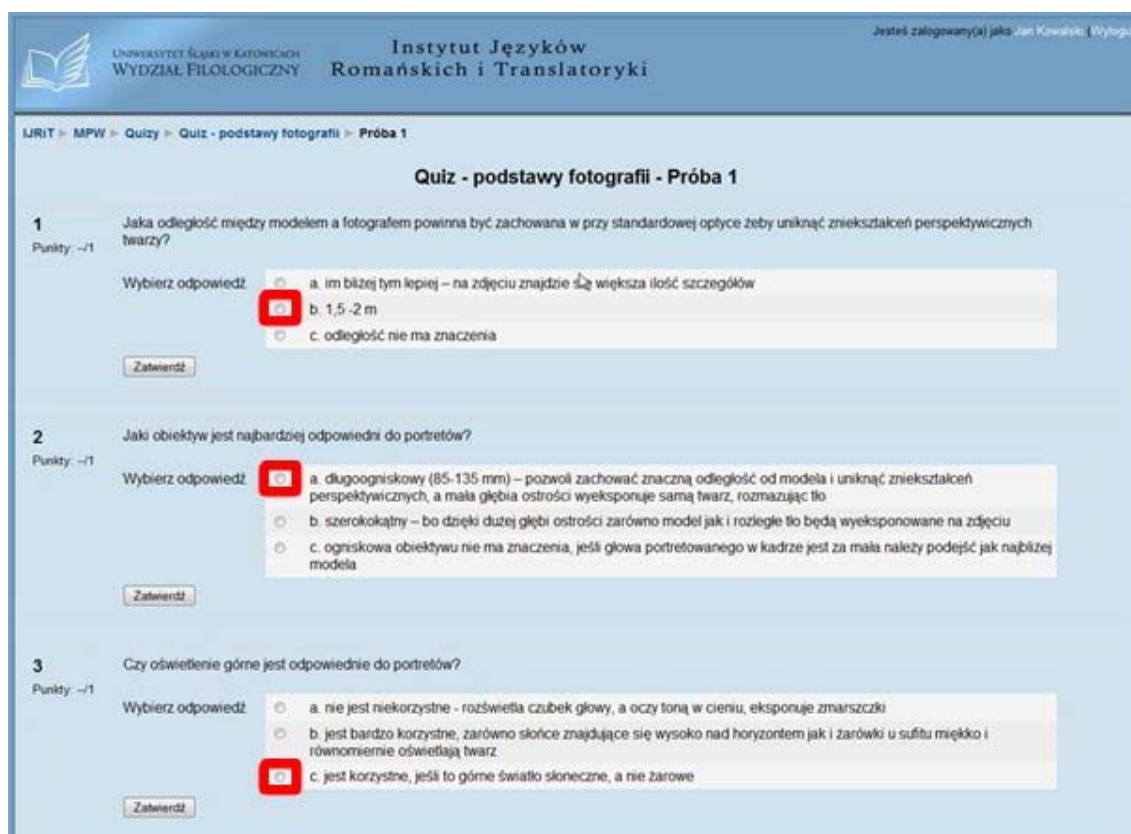 Jesteś zalogowany(a) jako Jan Kowalski (Wylogu
UNIWERSYTET ŚLĄSKI W KATOWICACH
WYDZIAŁ FILOLOGICZNY
Instytut Języków
Romańskich i Translatoryki
IJRiT ► MPW ► Quizy ► Quiz - podstawy fotografii ► Próba 1
Quiz - podstawy fotografii - Próba 1
1
Punkty: --/1
Jaka odległość między modelem a fotografem powinna być zachowana w przy standardowej optyce żeby uniknąć zniekształceń perspektywicznych
twarzy?
Wybierz odpowiedź
a. im bliżej tym lepiej – na zdjęciu znajdzie się większa ilość szczegółów
b. 1,5 -2 m
c. odległość nie ma znaczenia
Zatwierdź
2
Punkty: --/1
Jaki obiektyw jest najbardziej odpowiedni do portretów?
Wybierz odpowiedź
a. długoogniskowy (85-135 mm) – pozwoli zachować znaczną odległość od modela i uniknąć zniekształceń
perspektywicznych, a mała głębia ostrości wyeksponuje samą twarz, rozmazując tło
b. szerokokątny – bo dzięki dużej głębi ostrości zarówno model jak i rozległe tło będą wyeksponowane na zdjęciu
c. ogniskowa obiektywu nie ma znaczenia, jeśli głowa portretowanego w kadrze jest za mała należy podejść jak najbliżej
modela
Zatwierdź
3
Punkty: --/1
Czy oświetlenie górne jest odpowiednie do portretów?
Wybierz odpowiedź
a. nie jest niekorzystne - rozświetla czubek głowy, a oczy toną w cieniu, eksponuje zmarszczki
b. jest bardzo korzystne, zarówno słońce znajdujące się wysoko nad horyzontem jak i żarówki u sufitu miękko i
równomiernie oświetlają twarz
c. jest korzystne, jeśli to górne światło słoneczne, a nie żarowe
Zatwierdź